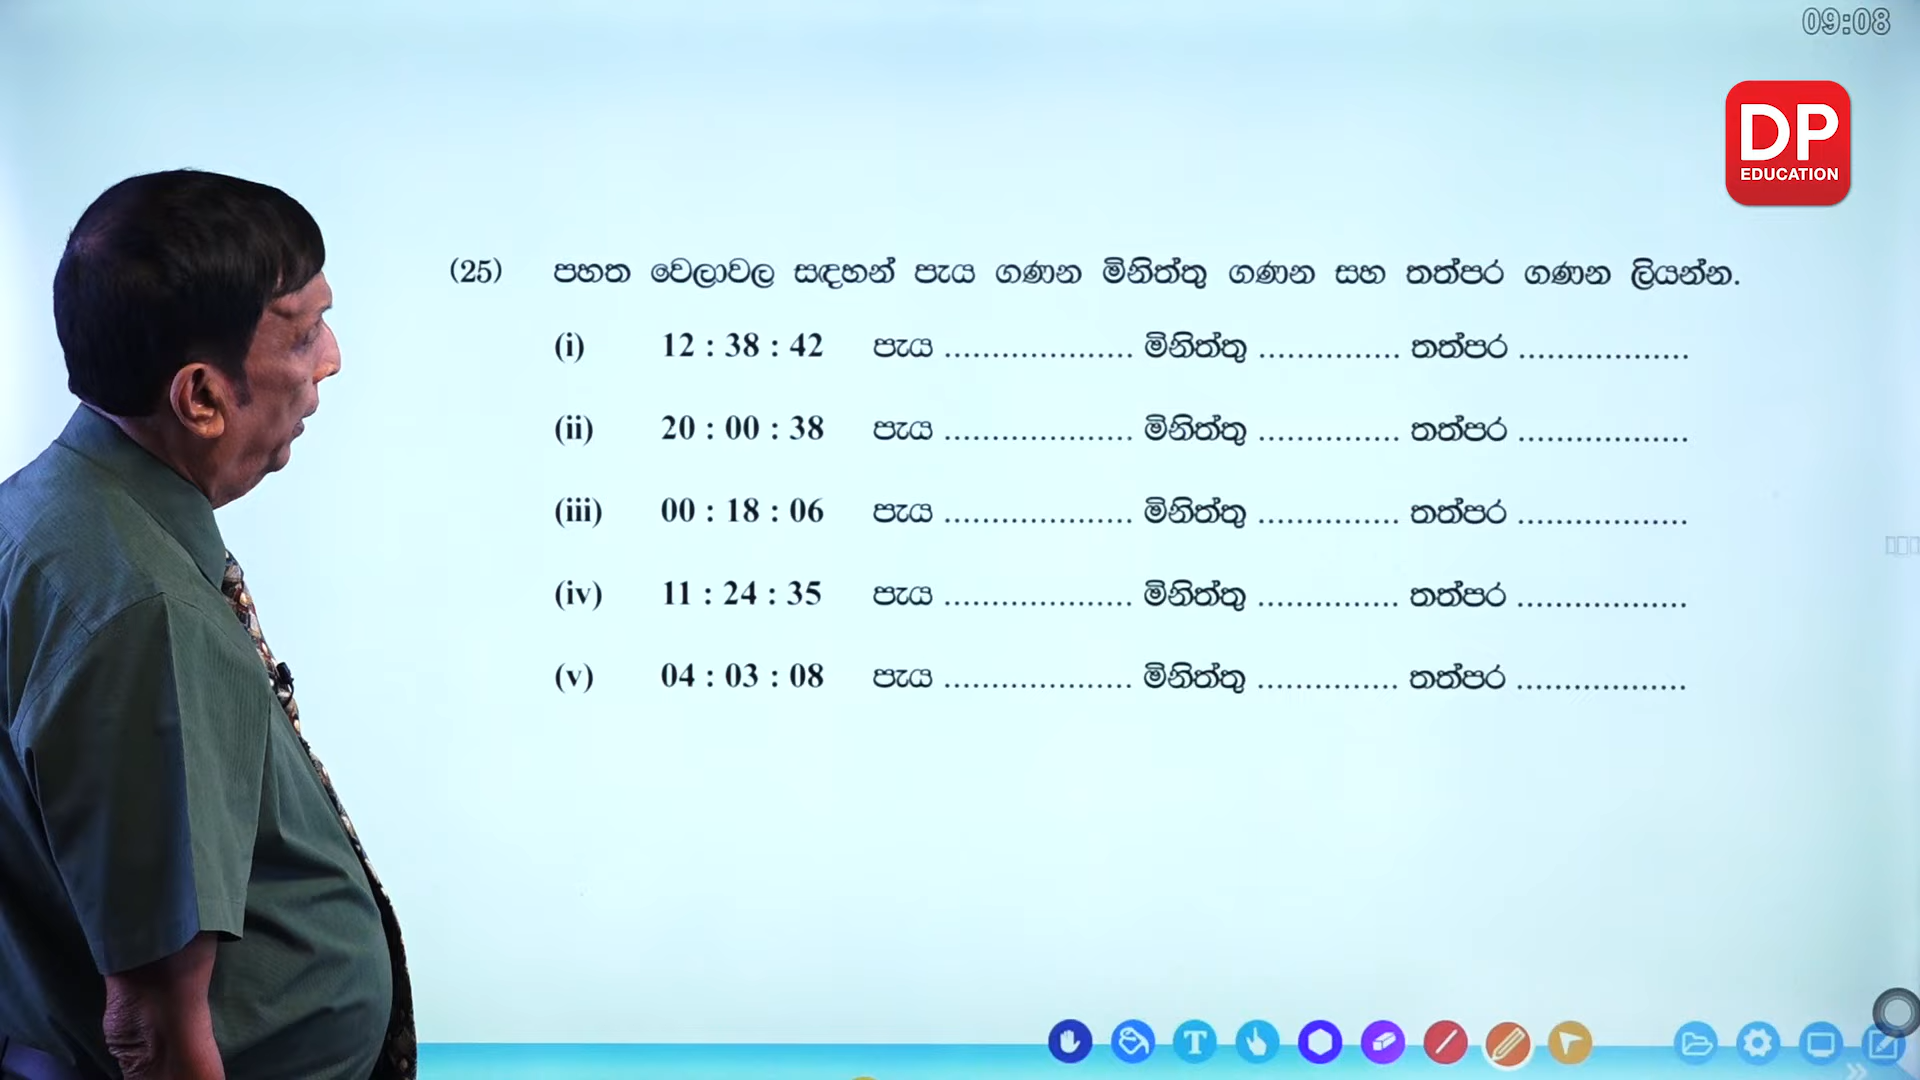 09:08
DP
EDUCATION
(25) පහත වෙලාවල සඳහන් පැය ගණන මිනිත්තු ගණන සහ තත්පර ගණන ලියන්න.
(i) 12 : 38 : 42 පැය .................... මිනිත්තු ............... තත්පර ..................
(ii) 20 : 00 : 38 පැය .................... මිනිත්තු ............... තත්පර ..................
(iii) 00 : 18 : 06 පැය .................... මිනිත්තු ............... තත්පර ..................
(iv) 11 : 24 : 35 පැය .................... මිනිත්තු ............... තත්පර ..................
(v) 04 : 03 : 08 පැය .................... මිනිත්තු ............... තත්පර ..................
T